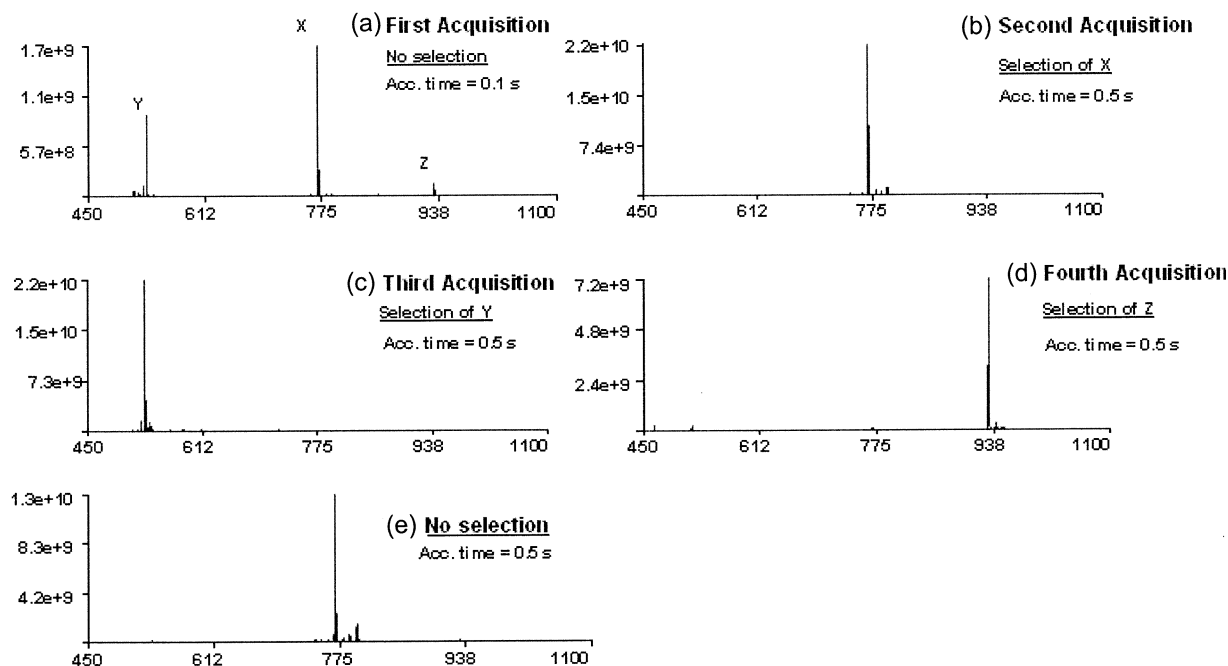 (a) First Acquisition
No selection
Acc. time = 0.1 s
X
Y
Z
1.7e+9
1.1e+9
5.7e+8
450 612 775 938 1100
(b) Second Acquisition
Selection of X
Acc. time = 0.5 s
2.2e+10
1.5e+10
7.4e+9
450 612 775 938 1100
(c) Third Acquisition
Selection of Y
Acc. time = 0.5 s
2.2e+10
1.5e+10
7.3e+9
450 612 775 938 1100
(d) Fourth Acquisition
Selection of Z
Acc. time = 0.5 s
7.2e+9
4.8e+9
2.4e+9
450 612 775 938 1100
(e) No selection
Acc. time = 0.5 s
1.3e+10
8.3e+9
4.2e+9
450 612 775 938 1100